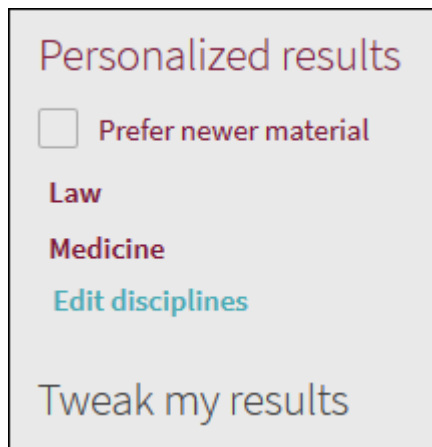 Personalized results
Prefer newer material
Law
Medicine
Edit disciplines
Tweak my results